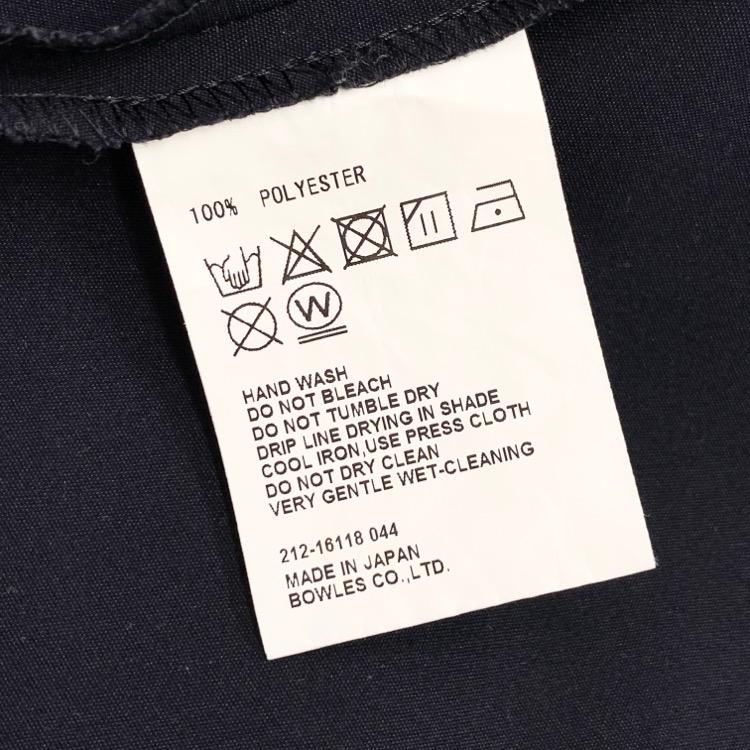 100% POLYESTER
W
HAND WASH
DO NOT BLEACH
DO NOT TUMBLE DRY
DRIP LINE DRYING IN SHADE
COOL IRON,USE PRESS CLOTH
DO NOT DRY CLEAN
VERY GENTLE WET-CLEANING
212-16118 044
MADE IN JAPAN
BOWLES CO.,LTD.